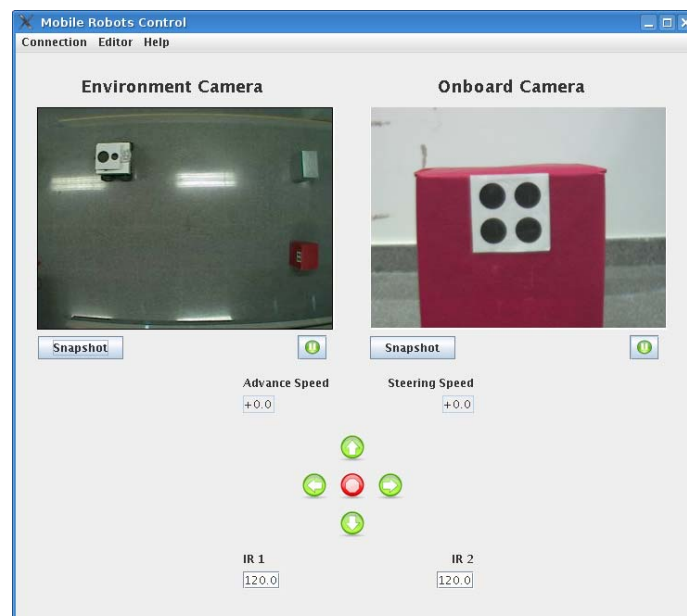 Mobile Robots Control
Connection Editor Help
Environment Camera
Onboard Camera
Snapshot
Snapshot
Advance Speed
Steering Speed
+0.0
+0.0
IR 1
IR 2
120.0
120.0